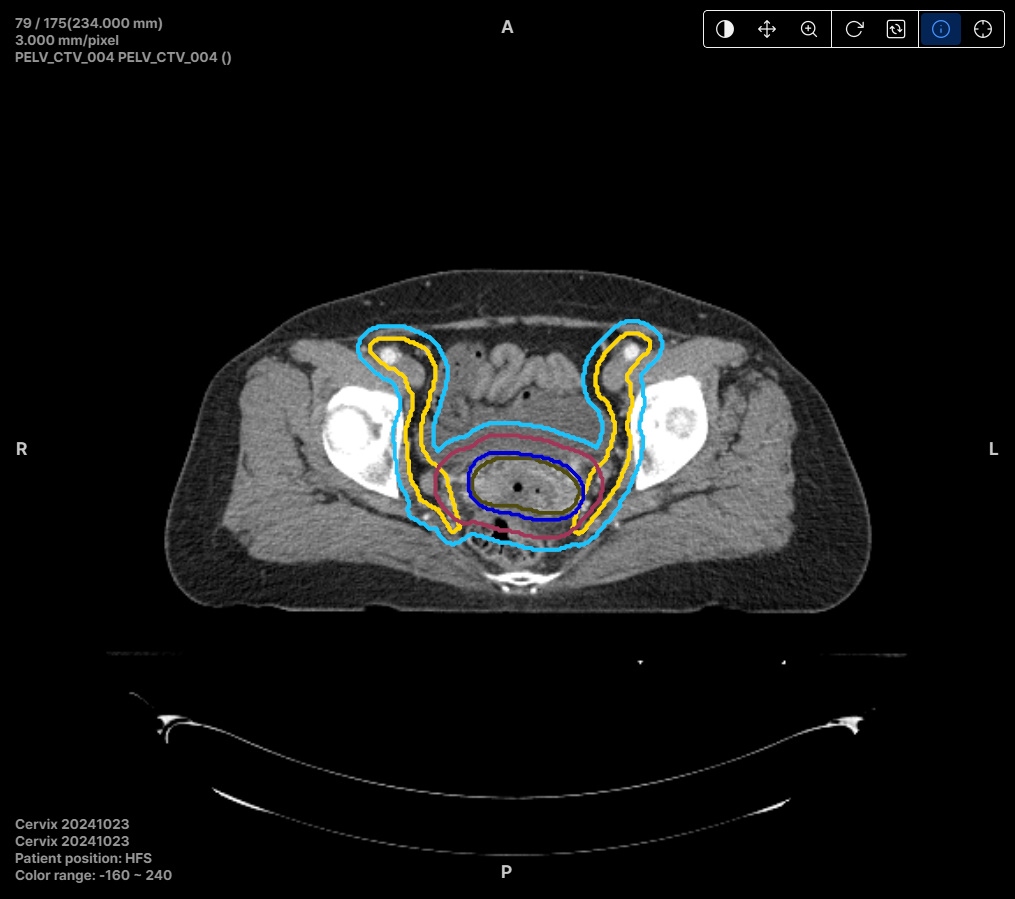 79 / 175(234.000 mm)
3.000 mm/pixel
PELV_CTV_004 PELV_CTV_004 ()
A
R
L
Cervix 20241023
Cervix 20241023
Patient position: HFS
Color range: -160 ~ 240
P